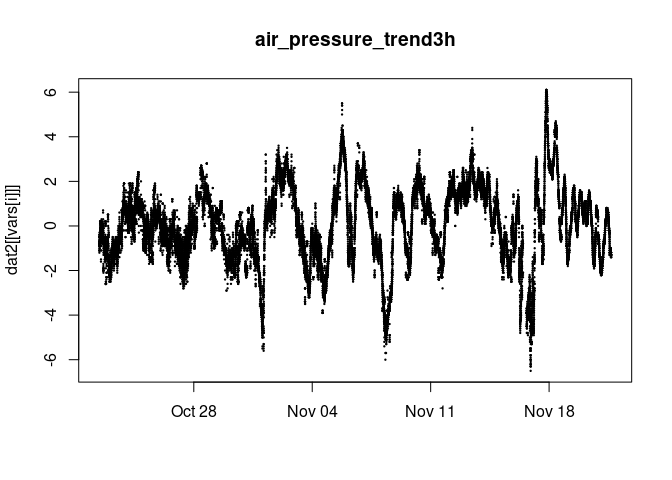 air_pressure_trend3h
dat2[[vars[i]]]
6
4
2
0
-2
-4
-6
Oct 28
Nov 04
Nov 11
Nov 18